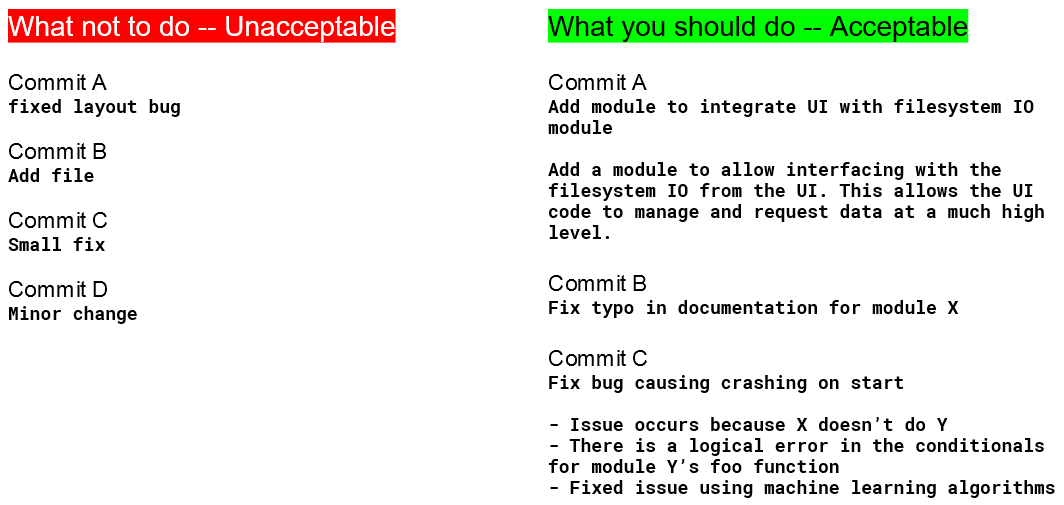 What not to do -- Unacceptable
Commit A
fixed layout bug
Commit B
Add file
Commit C
Small fix
Commit D
Minor change
What you should do -- Acceptable
Commit A
Add module to integrate UI with filesystem IO
module
Add a module to allow interfacing with the
filesystem IO from the UI. This allows the UI
code to manage and request data at a much high
level.
Commit B
Fix typo in documentation for module X
Commit C
Fix bug causing crashing on start
- Issue occurs because X doesn’t do Y
- There is a logical error in the conditionals
for module Y’s foo function
- Fixed issue using machine learning algorithms